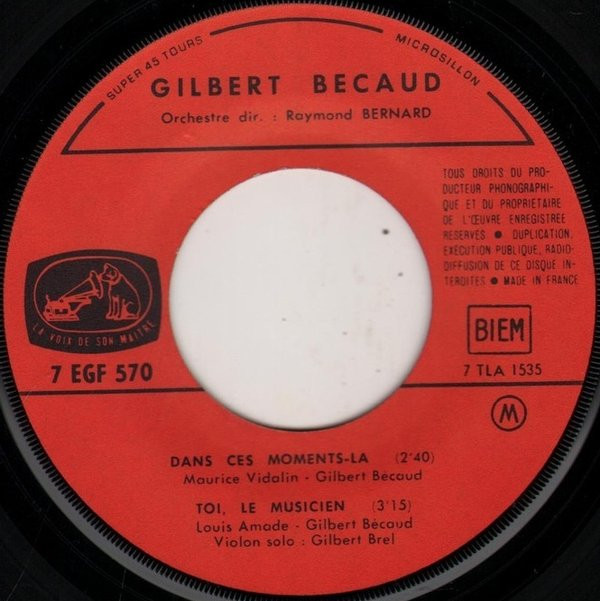 SUPER 45 TOURS
MICROSILLON
GILBERT BECAUD
Orchestre dir. : Raymond BERNARD
TOUS DROITS DU PRO-
DUCTEUR PHONOGRAPHI-
QUE ET DU PROPRIETAIRE
DE L'ŒUVRE ENREGISTREE
RESERVES ● DUPLICATION,
EXECUTION PUBLIQUE, RADIO-
DIFFUSION DE CE DISQUE IN-
TERDITES ● MADE IN FRANCE
LA VOIX DE SON MAITRE
7 EGF 570
BIEM
7 TLA 1535
M
DANS CES MOMENTS-LA (2'40)
Maurice Vidalin - Gilbert Becaud
TOI, LE MUSICIEN (3'15)
Louis Amade - Gilbert Bécaud
Violon solo : Gilbert Brel